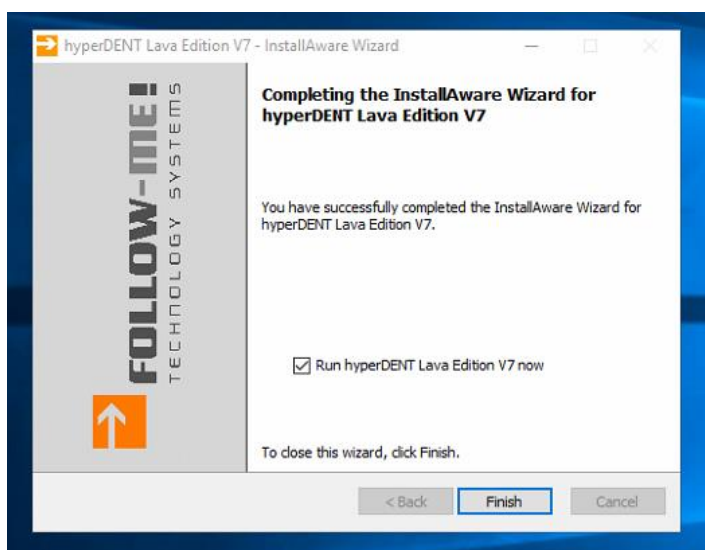 hyperDENT Lava Edition V7 - InstallAware Wizard
FOLLOW-ME!
TECHNOLOGY SYSTEMS
Completing the InstallAware Wizard for
hyperDENT Lava Edition V7
You have successfully completed the InstallAware Wizard for
hyperDENT Lava Edition V7.
Run hyperDENT Lava Edition V7 now
To close this wizard, click Finish.
< Back Finish Cancel